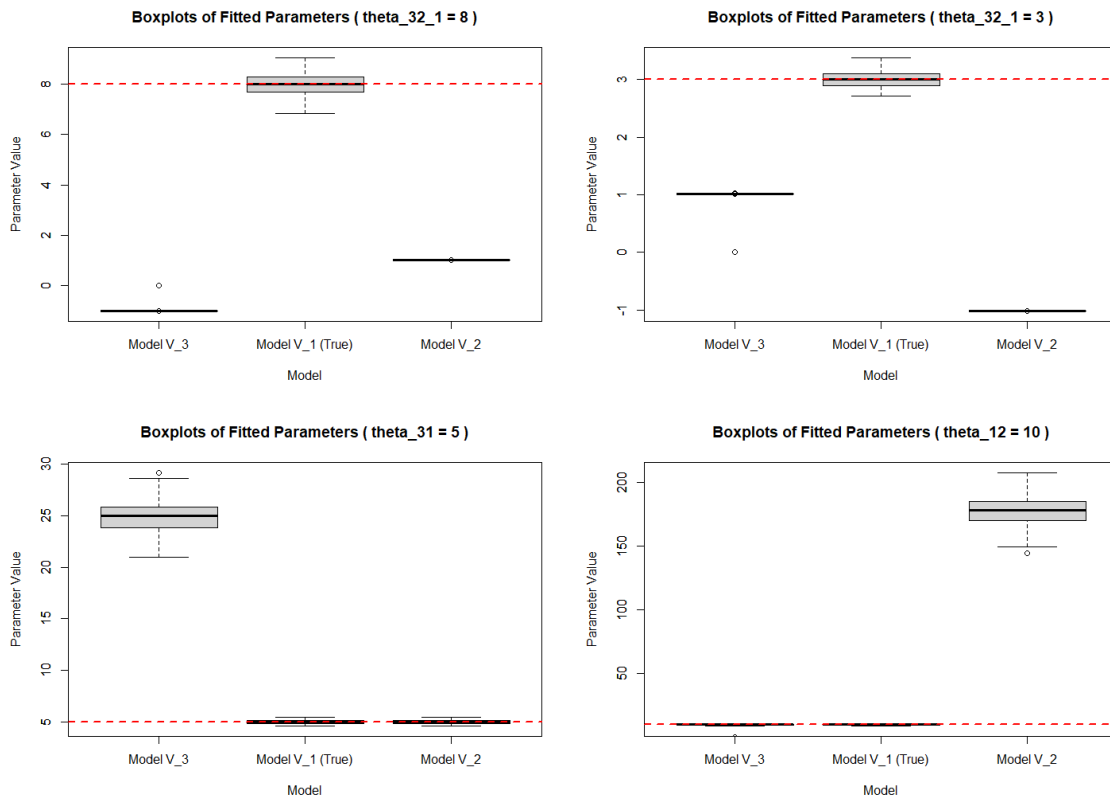 Boxplots of Fitted Parameters ( theta_32_1 = 8 )
Parameter Value
8
6
4
2
0
Model V_3 Model V_1 (True) Model V_2
Model
Boxplots of Fitted Parameters ( theta_32_1 = 3 )
Parameter Value
3
2
1
0
-1
Model V_3 Model V_1 (True) Model V_2
Model
Boxplots of Fitted Parameters ( theta_31 = 5 )
Parameter Value
30
25
20
15
10
5
Model V_3 Model V_1 (True) Model V_2
Model
Boxplots of Fitted Parameters ( theta_12 = 10 )
Parameter Value
200
150
100
50
Model V_3 Model V_1 (True) Model V_2
Model